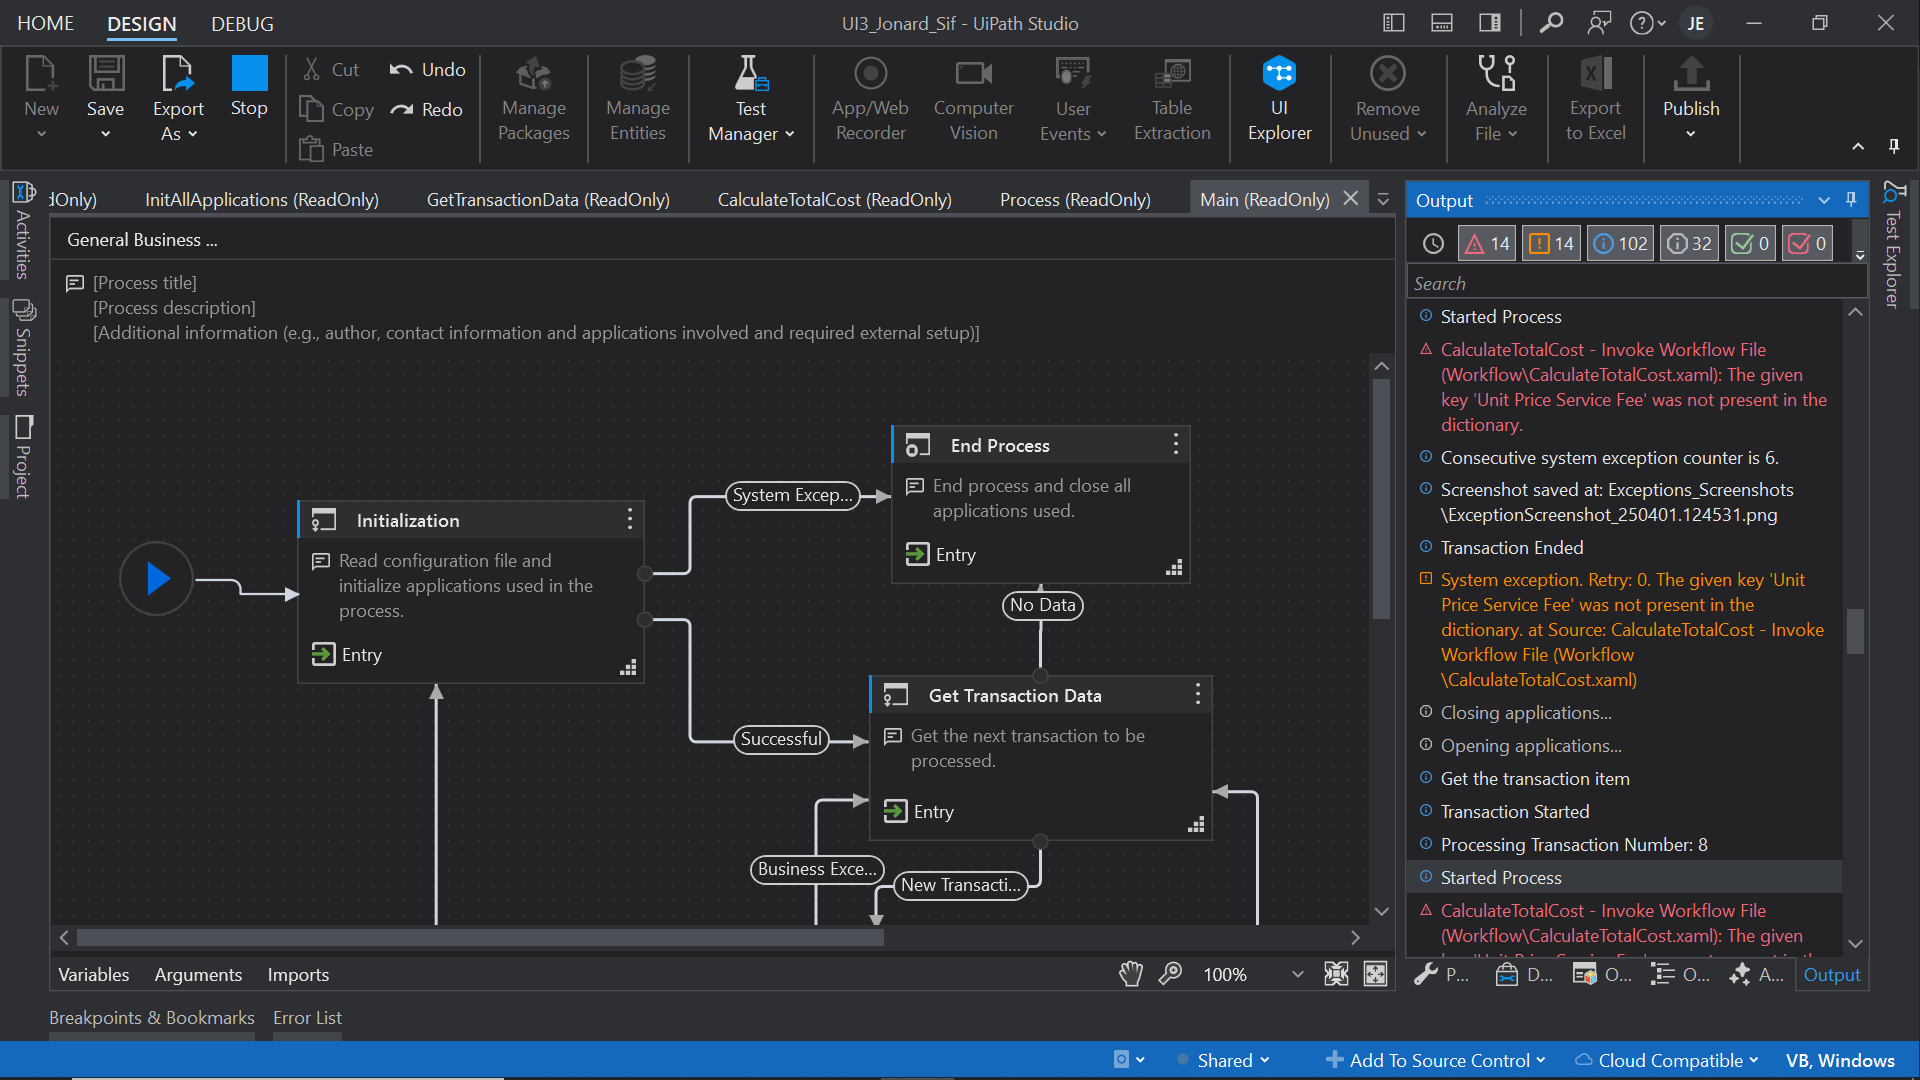 HOME DESIGN DEBUG
UI3_Jonard_Sif - UiPath Studio
JE
New
Save
Export As
Stop
Cut
Copy
Paste
Undo
Redo
Manage Packages
Manage Entities
Test Manager
App/Web Recorder
Computer Vision
User Events
Table Extraction
UI Explorer
Remove Unused
Analyze File
Export to Excel
Publish
Activities
Snippets
Project
dOnly)
InitAllApplications (ReadOnly)
GetTransactionData (ReadOnly)
CalculateTotalCost (ReadOnly)
Process (ReadOnly)
Main (ReadOnly)
General Business ...
[Process title]
[Process description]
[Additional information (e.g., author, contact information and applications involved and required external setup)]
Initialization
Read configuration file and
initialize applications used in the
process.
Entry
System Excep...
End Process
End process and close all
applications used.
Entry
No Data
Successful
Get Transaction Data
Get the next transaction to be
processed.
Entry
Business Exce...
New Transacti...
Variables Arguments Imports
100%
Output
14 14 102 32 0 0
Search
Started Process
CalculateTotalCost - Invoke Workflow File
(Workflow\CalculateTotalCost.xaml): The given
key 'Unit Price Service Fee' was not present in the
dictionary.
Consecutive system exception counter is 6.
Screenshot saved at: Exceptions_Screenshots
\ExceptionScreenshot_250401.124531.png
Transaction Ended
System exception. Retry: 0. The given key 'Unit
Price Service Fee' was not present in the
dictionary. at Source: CalculateTotalCost - Invoke
Workflow File (Workflow
\CalculateTotalCost.xaml)
Closing applications...
Opening applications...
Get the transaction item
Transaction Started
Processing Transaction Number: 8
Started Process
CalculateTotalCost - Invoke Workflow File
(Workflow\CalculateTotalCost.xaml): The given
P... D... O... O... A... Output
Test Explorer
Breakpoints & Bookmarks Error List
Shared
Add To Source Control
Cloud Compatible
VB, Windows